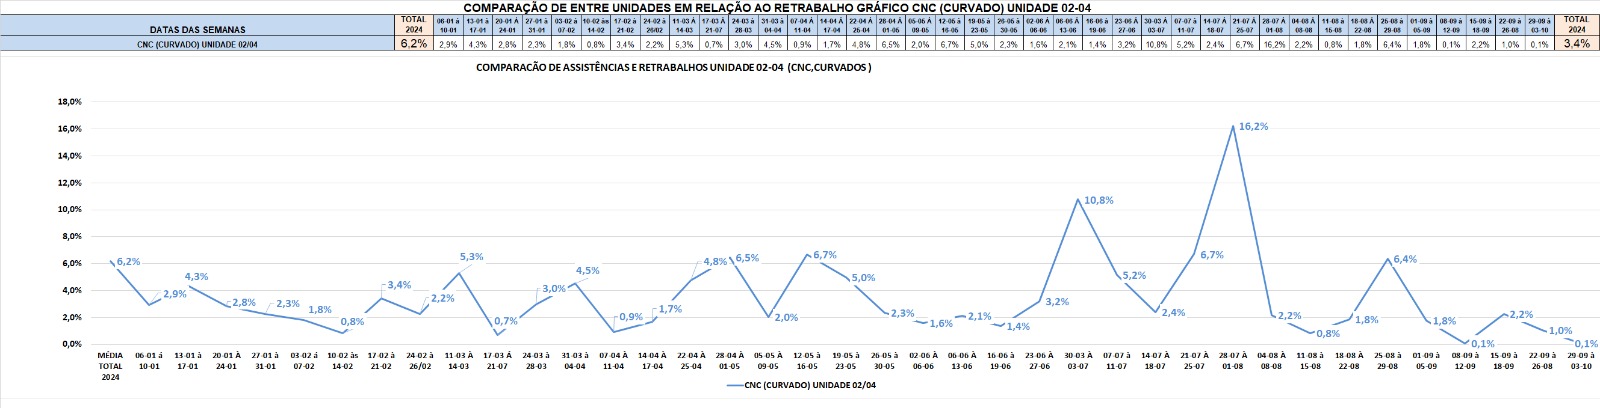 COMPARAÇÃO DE ENTRE UNIDADES EM RELAÇÃO AO RETRABALHO GRÁFICO CNC (CURVADO) UNIDADE 02-04
DATAS DAS SEMANAS TOTAL 2024 06-01 á 10-01 13-01 á 17-01 20-01 Á 24-01 27-01 á 31-01 03-02 á 07-02 10-02 às 14-02 17-02 á 21-02 24-02 á 26/02 11-03 Á 14-03 17-03 Á 21-03 24-03 á 28-03 31-03 Á 04-04 07-04 Á 11-04 14-04 Á 17-04 22-04 Á 25-04 28-04 Á 01-05 05-05 Á 09-05 12-05 Á 16-05 19-05 Á 23-05 26-05 Á 30-05 02-06 Á 06-06 06-06 Á 13-06 16-06 á 19-06 23-06 Á 27-06 30-03 Á 03-07 07-07 á 11-07 14-07 Á 18-07 21-07 Á 25-07 28-07 Á 01-08 04-08 Á 07-08 11-08 á 15-08 18-08 Á 22-08 25-08 á 29-08 01-09 á 05-09 08-09 á 12-09 15-09 á 18-09 22-09 á 26-08 29-09 á 03-10 TOTAL 2024
CNC (CURVADO) UNIDADE 02/04 6,2% 2,9% 4,3% 2,8% 2,3% 1,8% 0,8% 3,4% 2,2% 5,3% 0,7% 3,0% 4,5% 0,9% 1,7% 4,8% 6,5% 2,0% 6,7% 5,0% 2,3% 1,6% 2,1% 1,4% 3,2% 10,8% 5,2% 2,4% 6,7% 16,2% 2,2% 0,8% 1,8% 6,4% 1,8% 0,1% 2,2% 1,0% 0,1% 3,4%
COMPARAÇÃO DE ASSISTÊNCIAS E RETRABALHOS UNIDADE 02-04 (CNC,CURVADOS )
18,0%
16,0%
14,0%
12,0%
10,0%
8,0%
6,0%
4,0%
2,0%
0,0%
6,2% 2,9% 4,3% 2,8% 2,3% 1,8% 0,8% 3,4% 2,2% 5,3% 0,7% 3,0% 4,5% 0,9% 1,7% 4,8% 6,5% 2,0% 6,7% 5,0% 2,3% 1,6% 2,1% 1,4% 3,2% 10,8% 5,2% 2,4% 6,7% 16,2% 2,2% 0,8% 1,8% 6,4% 1,8% 0,1% 2,2% 1,0% 0,1%
MÉDIA 06-01 á 13-01 á 20-01 Á 27-01 á 03-02 á 10-02 às 17-02 á 24-02 á 11-03 Á 17-03 Á 24-03 á 31-03 á 07-04 Á 14-04 Á 22-04 Á 28-04 Á 05-05 Á 12-05 Á 19-05 Á 26-05 Á 02-06 Á 06-06 Á 16-06 á 23-06 Á 30-03 Á 07-07 á 14-07 Á 21-07 Á 28-07 Á 04-08 Á 11-08 á 18-08 Á 25-08 á 01-09 á 08-09 á 15-09 á 22-09 á 29-09 á
TOTAL 10-01 17-01 24-01 31-01 07-02 14-02 21-02 26/02 14-03 21-03 28-03 04-04 11-04 17-04 25-04 01-05 09-05 16-05 23-05 30-05 06-06 13-06 19-06 27-06 03-07 11-07 18-07 25-07 01-08 08-08 15-08 22-08 29-08 05-09 12-09 18-09 26-08 03-10
2024
CNC (CURVADO) UNIDADE 02/04